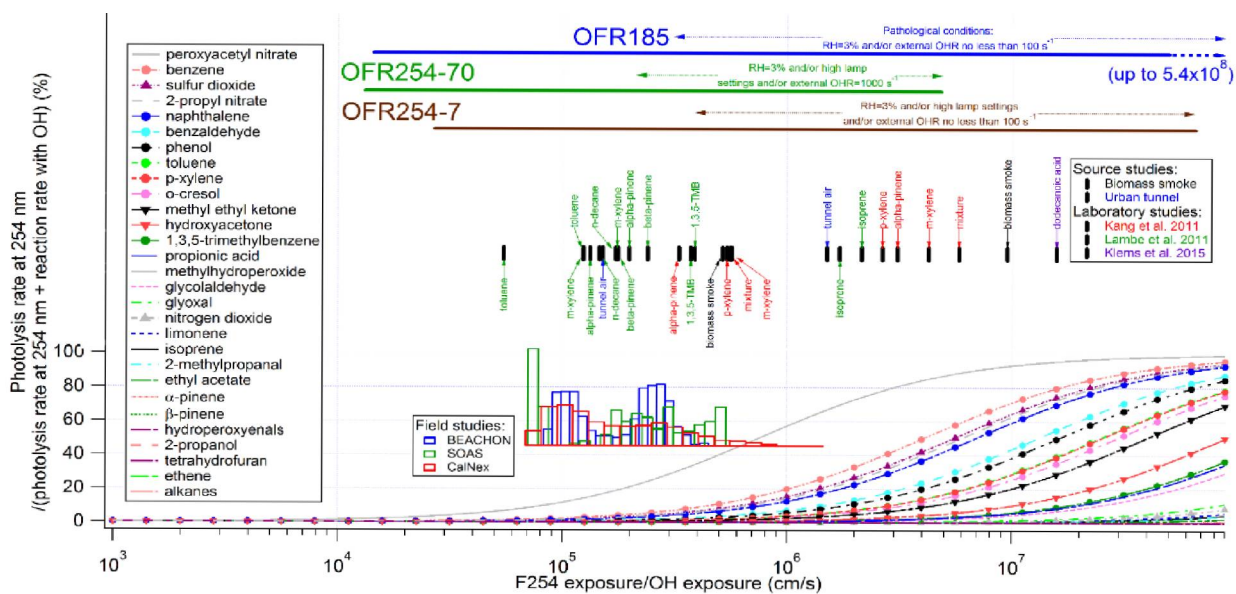 OFR185
Pathological conditions:
RH=3% and/or external OHR no less than 100 s⁻¹
(up to 5.4x10⁸)
OFR254-70
RH=3% and/or high lamp
settings and/or external OHR=1000 s⁻¹
OFR254-7
RH=3% and/or high lamp settings
and/or external OHR no less than 100 s⁻¹
peroxyacetyl nitrate
benzene
sulfur dioxide
2-propyl nitrate
naphthalene
benzaldehyde
phenol
toluene
p-xylene
o-cresol
methyl ethyl ketone
hydroxyacetone
1,3,5-trimethylbenzene
propionic acid
methylhydroperoxide
glycolaldehyde
glyoxal
nitrogen dioxide
limonene
isoprene
2-methylpropanal
ethyl acetate
α-pinene
β-pinene
hydroperoxyenals
2-propanol
tetrahydrofuran
ethene
alkanes
toluene
n-decane
m-xylene
alpha-pinene
beta-pinene
1,3,5-TMB
tunnel air
isoprene
p-xylene
alpha-pinene
m-xylene
mixture
biomass smoke
dodecanoic acid
toluene
m-xylene
alpha-pinene
tunnel air
n-decane
beta-pinene
alpha-pinene
1,3,5-TMB
biomass smoke
p-xylene
mixture
m-xylene
isoprene
Source studies:
Biomass smoke
Urban tunnel
Laboratory studies:
Kang et al. 2011
Lambe et al. 2011
Klems et al. 2015
Field studies:
BEACHON
SOAS
CalNex
Photolysis rate at 254 nm
/(photolysis rate at 254 nm + reaction rate with OH) (%)
100
80
60
40
20
0
10³
10⁴
10⁵
10⁶
10⁷
F254 exposure/OH exposure (cm/s)